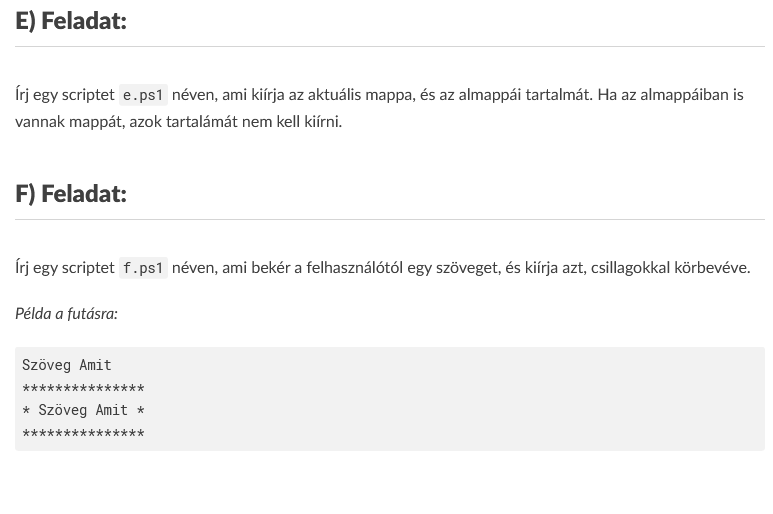 E) Feladat:
Írj egy scriptet e.ps1 néven, ami kiírja az aktuális mappa, és az almappái tartalmát. Ha az almappáiban is
vannak mappát, azok tartalámát nem kell kiírni.
F) Feladat:
Írj egy scriptet f.ps1 néven, ami bekér a felhasználótól egy szöveget, és kiírja azt, csillagokkal körbevéve.
Példa a futásra:
Szöveg Amit
***************
* Szöveg Amit *
***************